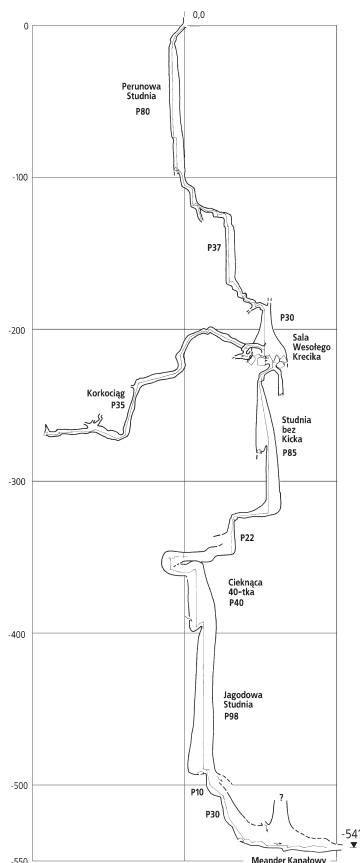 0
0,0
Perunowa
Studnia
P80
-100
P37
P30
-200
Sala
Wesołego
Krecika
Korkociąg
P35
Studnia
bez
Kicka
P85
-300
P22
Cieknąca
40-tka
P40
-400
Jagodowa
Studnia
P98
-500
P10
?
P30
-54
Meander Kanałowy
-550